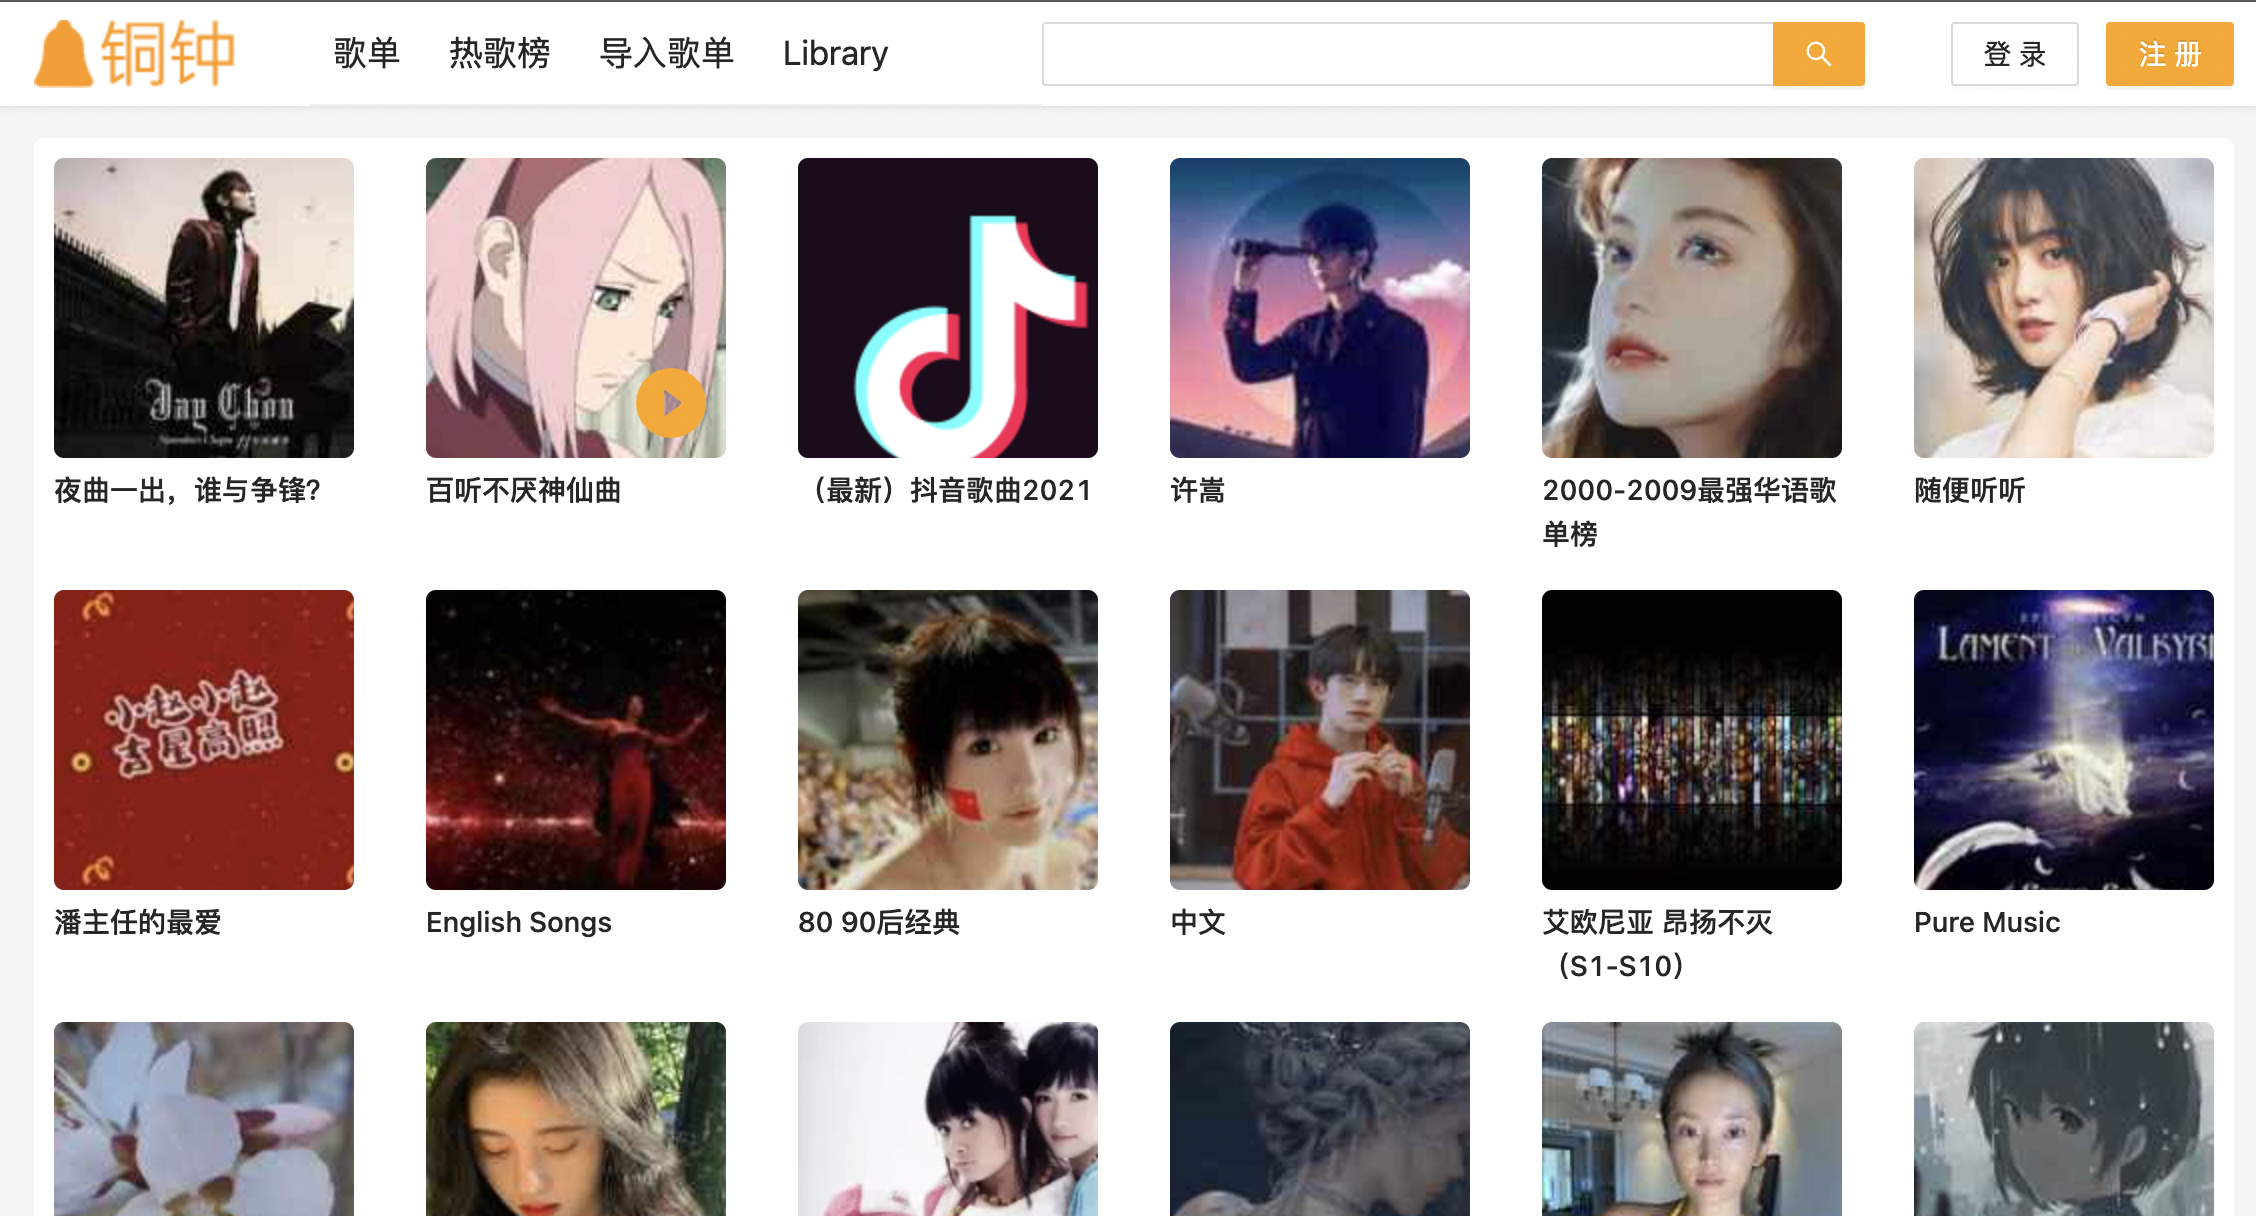 铜钟
歌单 热歌榜 导入歌单 Library
登 录 注 册
Jay Chou
夜曲一出，谁与争锋?
百听不厌神仙曲
（最新）抖音歌曲2021
许嵩
2000-2009最强华语歌
单榜
随便听听
小赵小赵
吉星高照
LAMENT VALKYR
潘主任的最爱
English Songs
80 90后经典
中文
艾欧尼亚 昂扬不灭
（S1-S10）
Pure Music